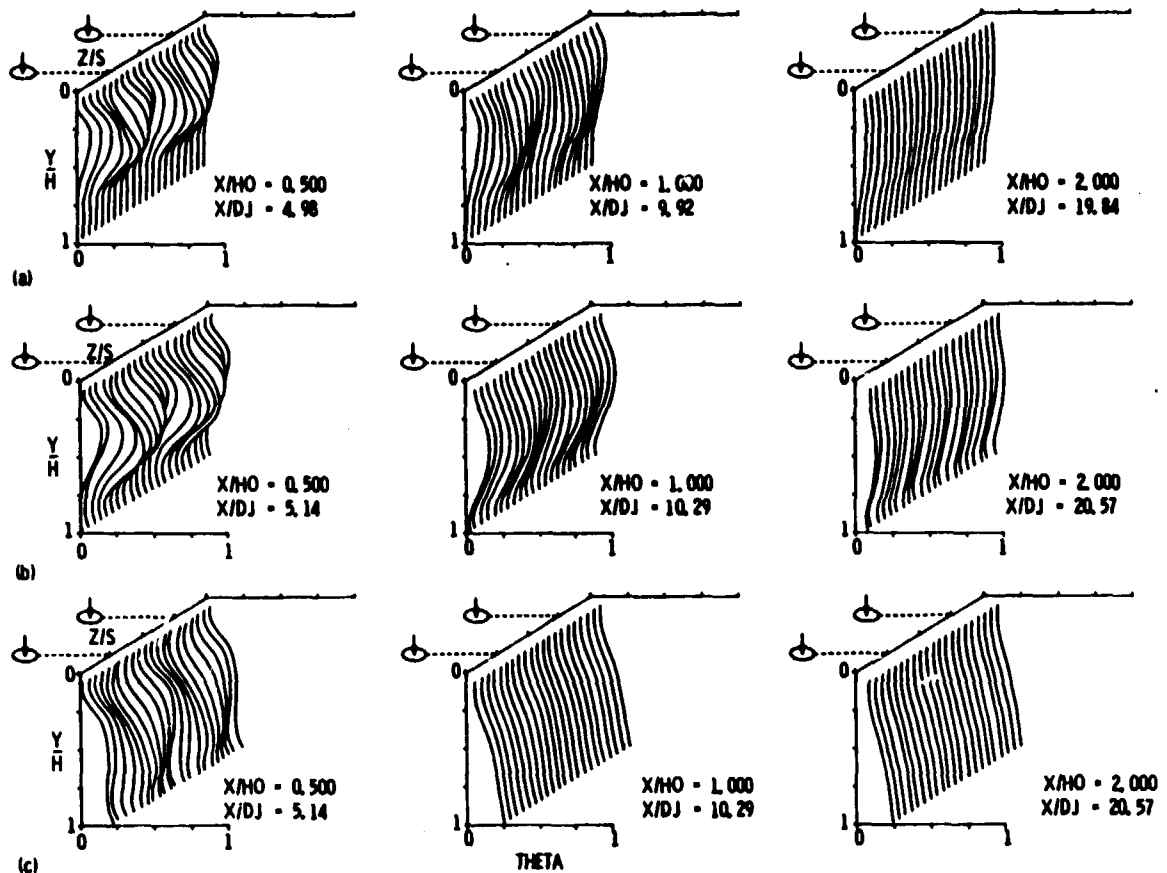 Z/S
0
Y
H
1
0 1
X/HO = 0.500
X/DJ = 4.98
0
0 1
X/HO = 1.000
X/DJ = 9.92
0
1
0 1
X/HO = 2.000
X/DJ = 19.84
(a)
Z/S
0
Y
H
1
0 1
X/HO = 0.500
X/DJ = 5.14
0
1
0 1
X/HO = 1.000
X/DJ = 10.29
0
1
0 1
X/HO = 2.000
X/DJ = 20.57
(b)
Z/S
0
Y
H
1
0 1
X/HO = 0.500
X/DJ = 5.14
0
1
0 1
X/HO = 1.000
X/DJ = 10.29
0
1
0 1
X/HO = 2.000
X/DJ = 20.57
(c)
THETA